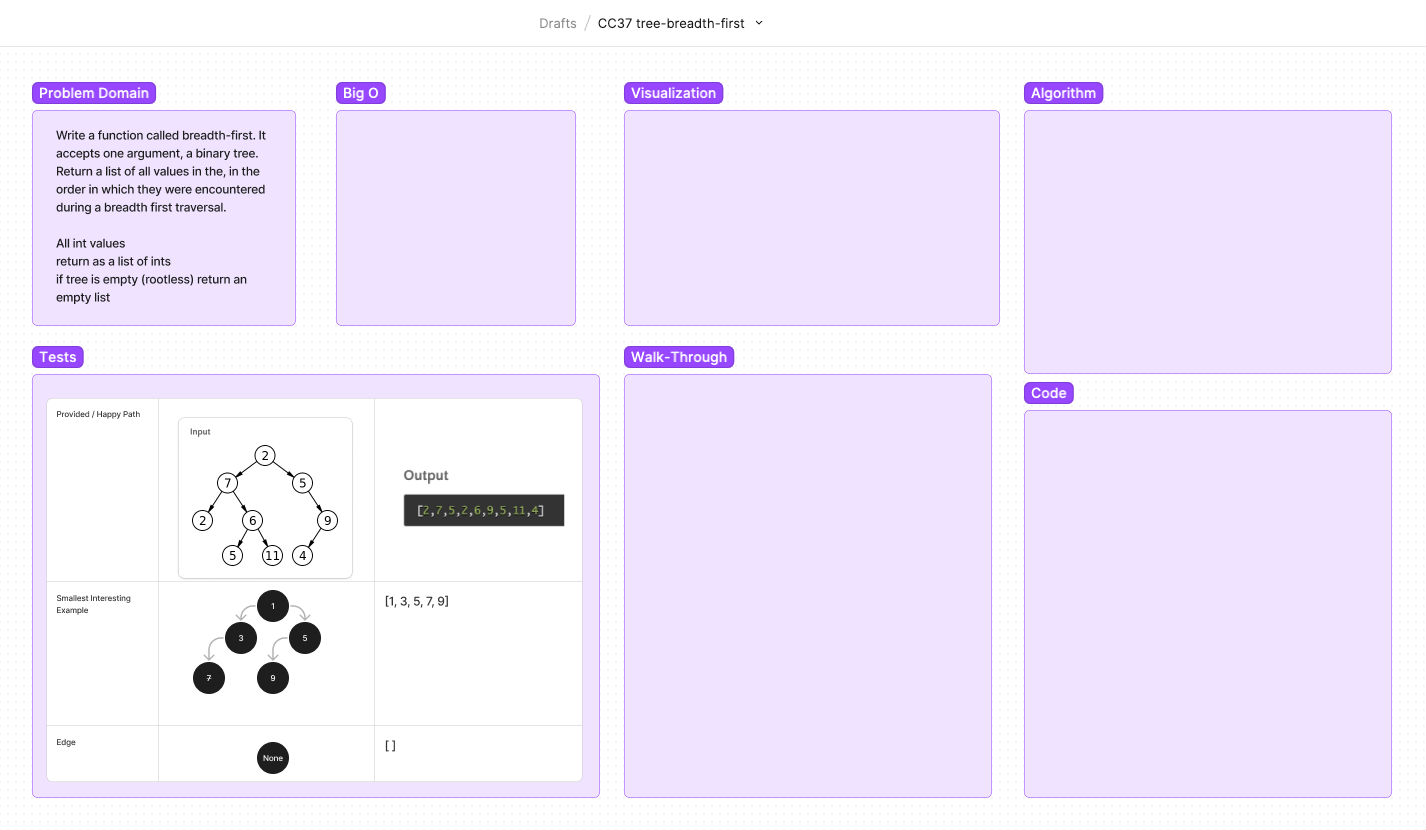 Drafts / CC37 tree-breadth-first
Problem Domain
Write a function called breadth-first. It
accepts one argument, a binary tree.
Return a list of all values in the, in the
order in which they were encountered
during a breadth first traversal.
All int values
return as a list of ints
if tree is empty (rootless) return an
empty list
Big O
Visualization
Algorithm
Tests
Provided / Happy Path
Input
2
7 5
2 6 9
5 11 4
Output
[2,7,5,2,6,9,5,11,4]
Smallest Interesting
Example
1
3 5
7 9
[1, 3, 5, 7, 9]
Edge
None
[ ]
Walk-Through
Code